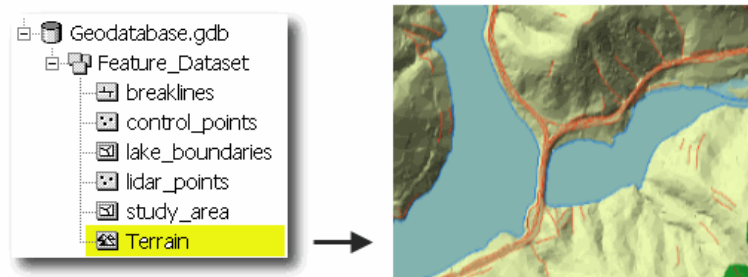 Geodatabase.gdb
Feature_Dataset
breaklines
control_points
lake_boundaries
lidar_points
study_area
Terrain